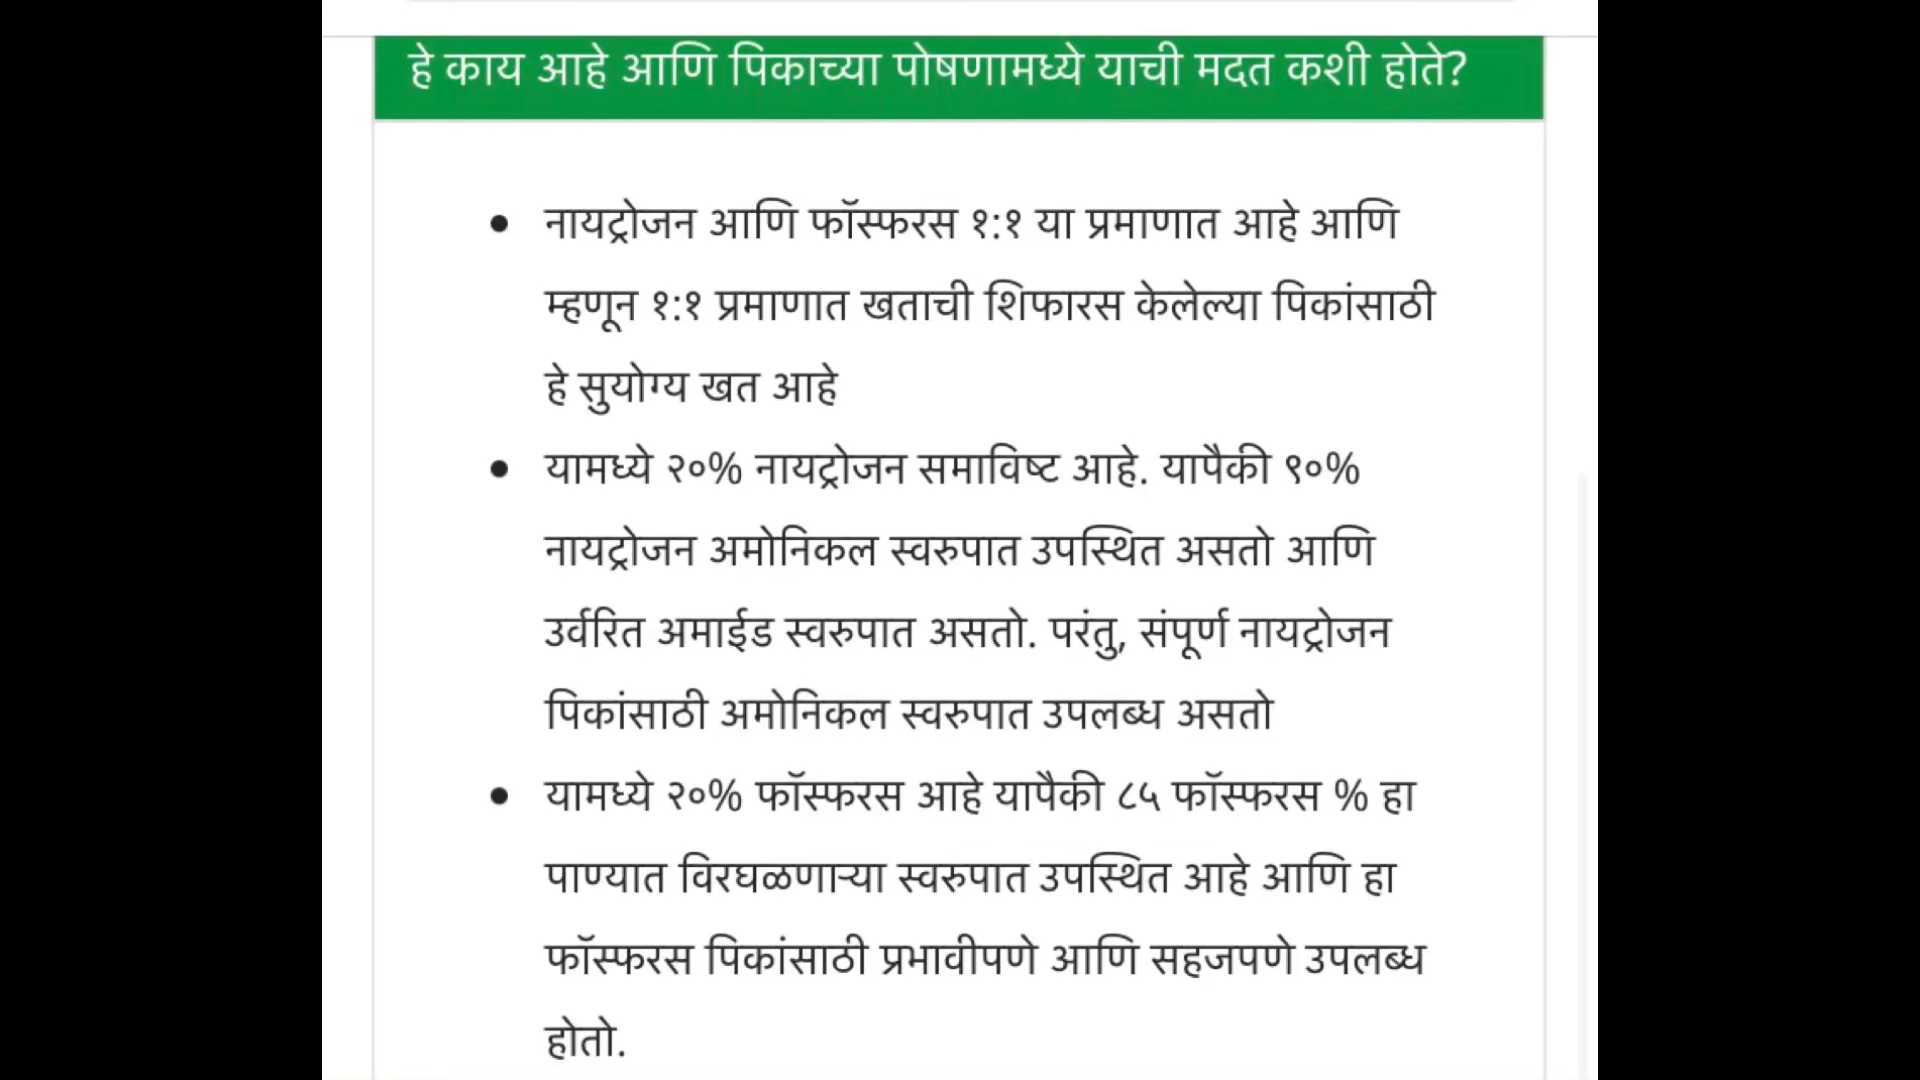 हे काय आहे आणि पिकाच्या पोषणामध्ये याची मदत कशी होते?
• नायट्रोजन आणि फॉस्फरस १:१ या प्रमाणात आहे आणि
म्हणून १:१ प्रमाणात खताची शिफारस केलेल्या पिकांसाठी
हे सुयोग्य खत आहे
• यामध्ये २०% नायट्रोजन समाविष्ट आहे. यापैकी ९०%
नायट्रोजन अमोनिकल स्वरुपात उपस्थित असतो आणि
उर्वरित अमाईड स्वरुपात असतो. परंतु, संपूर्ण नायट्रोजन
पिकांसाठी अमोनिकल स्वरुपात उपलब्ध असतो
• यामध्ये २०% फॉस्फरस आहे यापैकी ८५ फॉस्फरस % हा
पाण्यात विरघळणाऱ्या स्वरुपात उपस्थित आहे आणि हा
फॉस्फरस पिकांसाठी प्रभावीपणे आणि सहजपणे उपलब्ध
होतो.